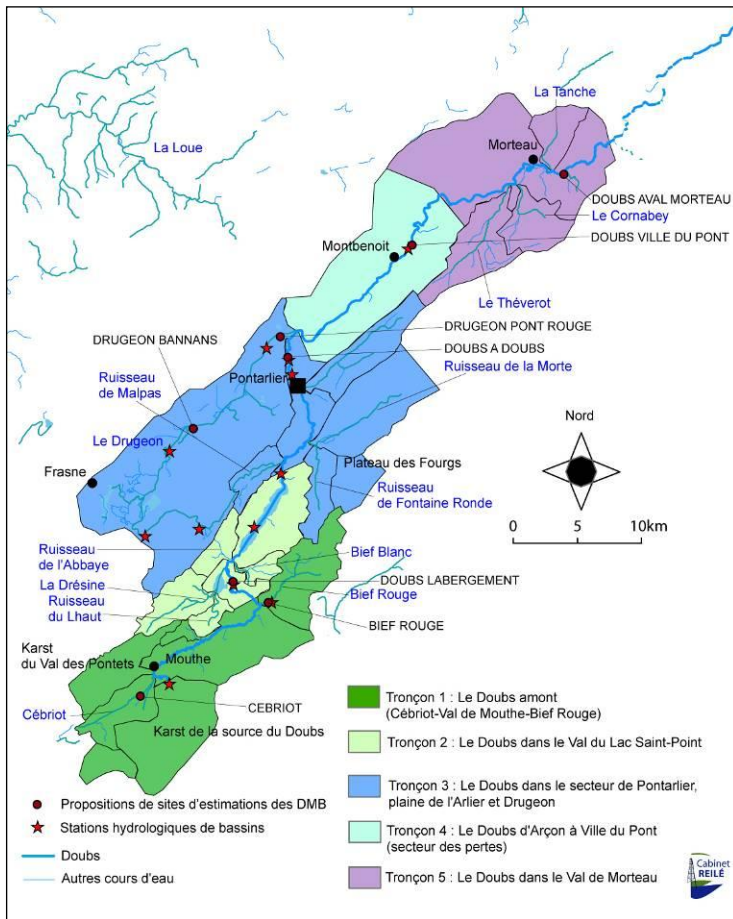 La Tanche
La Loue
Morteau
DOUBS AVAL MORTEAU
Le Cornabey
DOUBS VILLE DU PONT
Montbenoit
Le Théverot
DRUGEON PONT ROUGE
DRUGEON BANNANS
DOUBS A DOUBS
Ruisseau de la Morte
Pontarlier
Ruisseau
de Malpas
Nord
Le Drugeon
Frasne
Plateau des Fourgs
Ruisseau
de Fontaine Ronde
0 5 10km
Ruisseau
de l'Abbaye
Bief Blanc
La Drésine
DOUBS LABERGEMENT
Bief Rouge
Ruisseau
du Lhaut
BIEF ROUGE
Karst
du Val des Pontets
Mouthe
Cébriot
CEBRIOT
Karst de la source du Doubs
Tronçon 1 : Le Doubs amont
(Cébriot-Val de Mouthe-Bief Rouge)
Tronçon 2 : Le Doubs dans le Val du Lac Saint-Point
Tronçon 3 : Le Doubs dans le secteur de Pontarlier,
plaine de l'Arlier et Drugeon
Tronçon 4 : Le Doubs d'Arçon à Ville du Pont
(secteur des pertes)
Tronçon 5 : Le Doubs dans le Val de Morteau
Propositions de sites d'estimations des DMB
Stations hydrologiques de bassins
Doubs
Autres cours d'eau
Cabinet
REILÉ